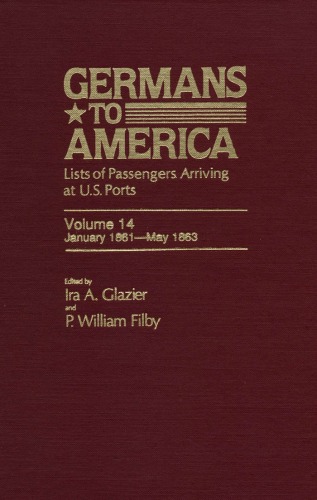 GERMANS
★TO
AMERICA
Lists of Passengers Arriving
at U.S. Ports
Volume 14
January 1861—May 1863
Edited by
Ira A. Glazier
and
P. William Filby